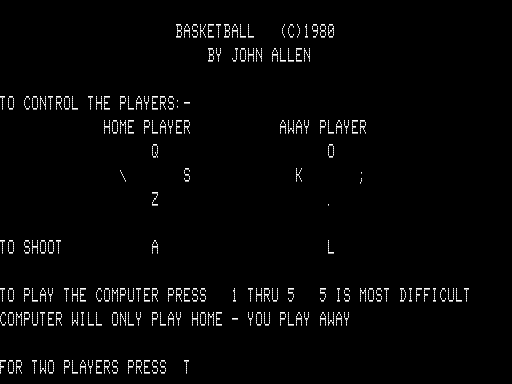 BASKETBALL (C)1980
BY JOHN ALLEN
TO CONTROL THE PLAYERS:-
HOME PLAYER AWAY PLAYER
Q O
\ S K ;
Z .
TO SHOOT A L
TO PLAY THE COMPUTER PRESS 1 THRU 5 5 IS MOST DIFFICULT
COMPUTER WILL ONLY PLAY HOME - YOU PLAY AWAY
FOR TWO PLAYERS PRESS T